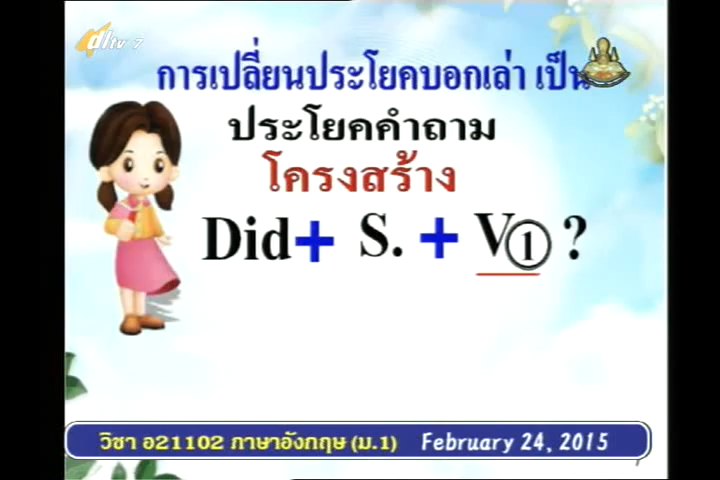 dltv 7
การเปลี่ยนประโยคบอกเล่า เป็น
ประโยคคำถาม
โครงสร้าง
Did + S. + V① ?
วิชา อ21102 ภาษาอังกฤษ (ม.1) February 24, 2015